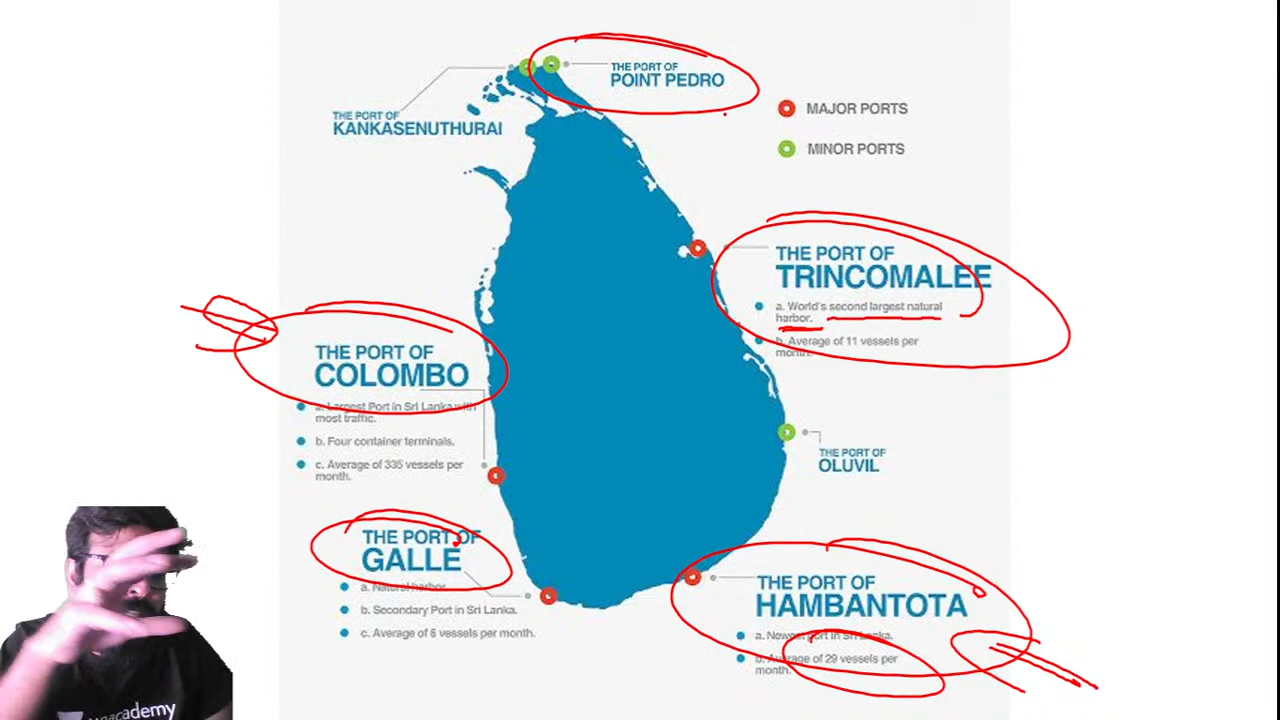 THE PORT OF
POINT PEDRO
THE PORT OF
KANKASENUTHURAI
MAJOR PORTS
MINOR PORTS
THE PORT OF
TRINCOMALEE
a. World's second largest natural
harbor.
b. Average of 11 vessels per
month.
THE PORT OF
COLOMBO
a. Largest Port in Sri Lanka with
most traffic.
b. Four container terminals.
c. Average of 335 vessels per
month.
THE PORT OF
OLUVIL
THE PORT OF
GALLE
a. Natural harbor.
b. Secondary Port in Sri Lanka.
c. Average of 6 vessels per month.
THE PORT OF
HAMBANTOTA
a. Newest port in Sri Lanka.
b. Average of 29 vessels per
month.
unacademy